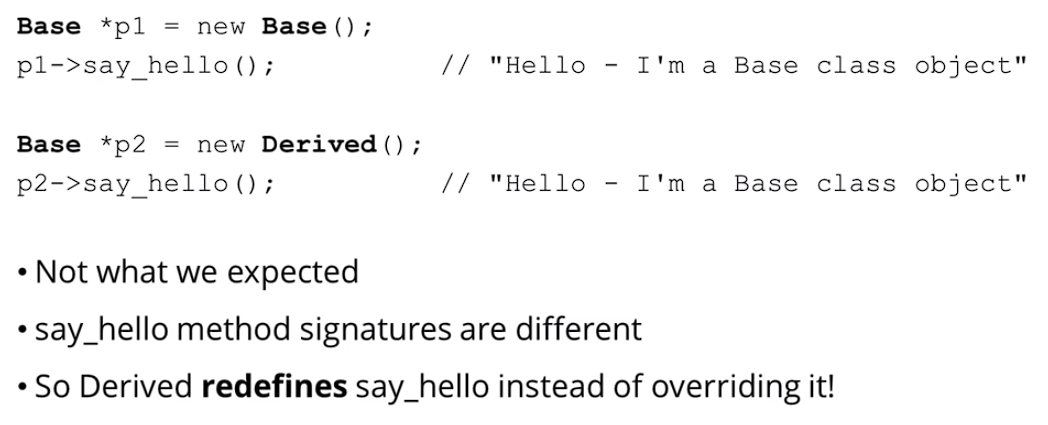 Base *p1 = new Base();
p1->say_hello(); // "Hello - I'm a Base class object"
Base *p2 = new Derived();
p2->say_hello(); // "Hello - I'm a Base class object"
• Not what we expected
• say_hello method signatures are different
• So Derived redefines say_hello instead of overriding it!